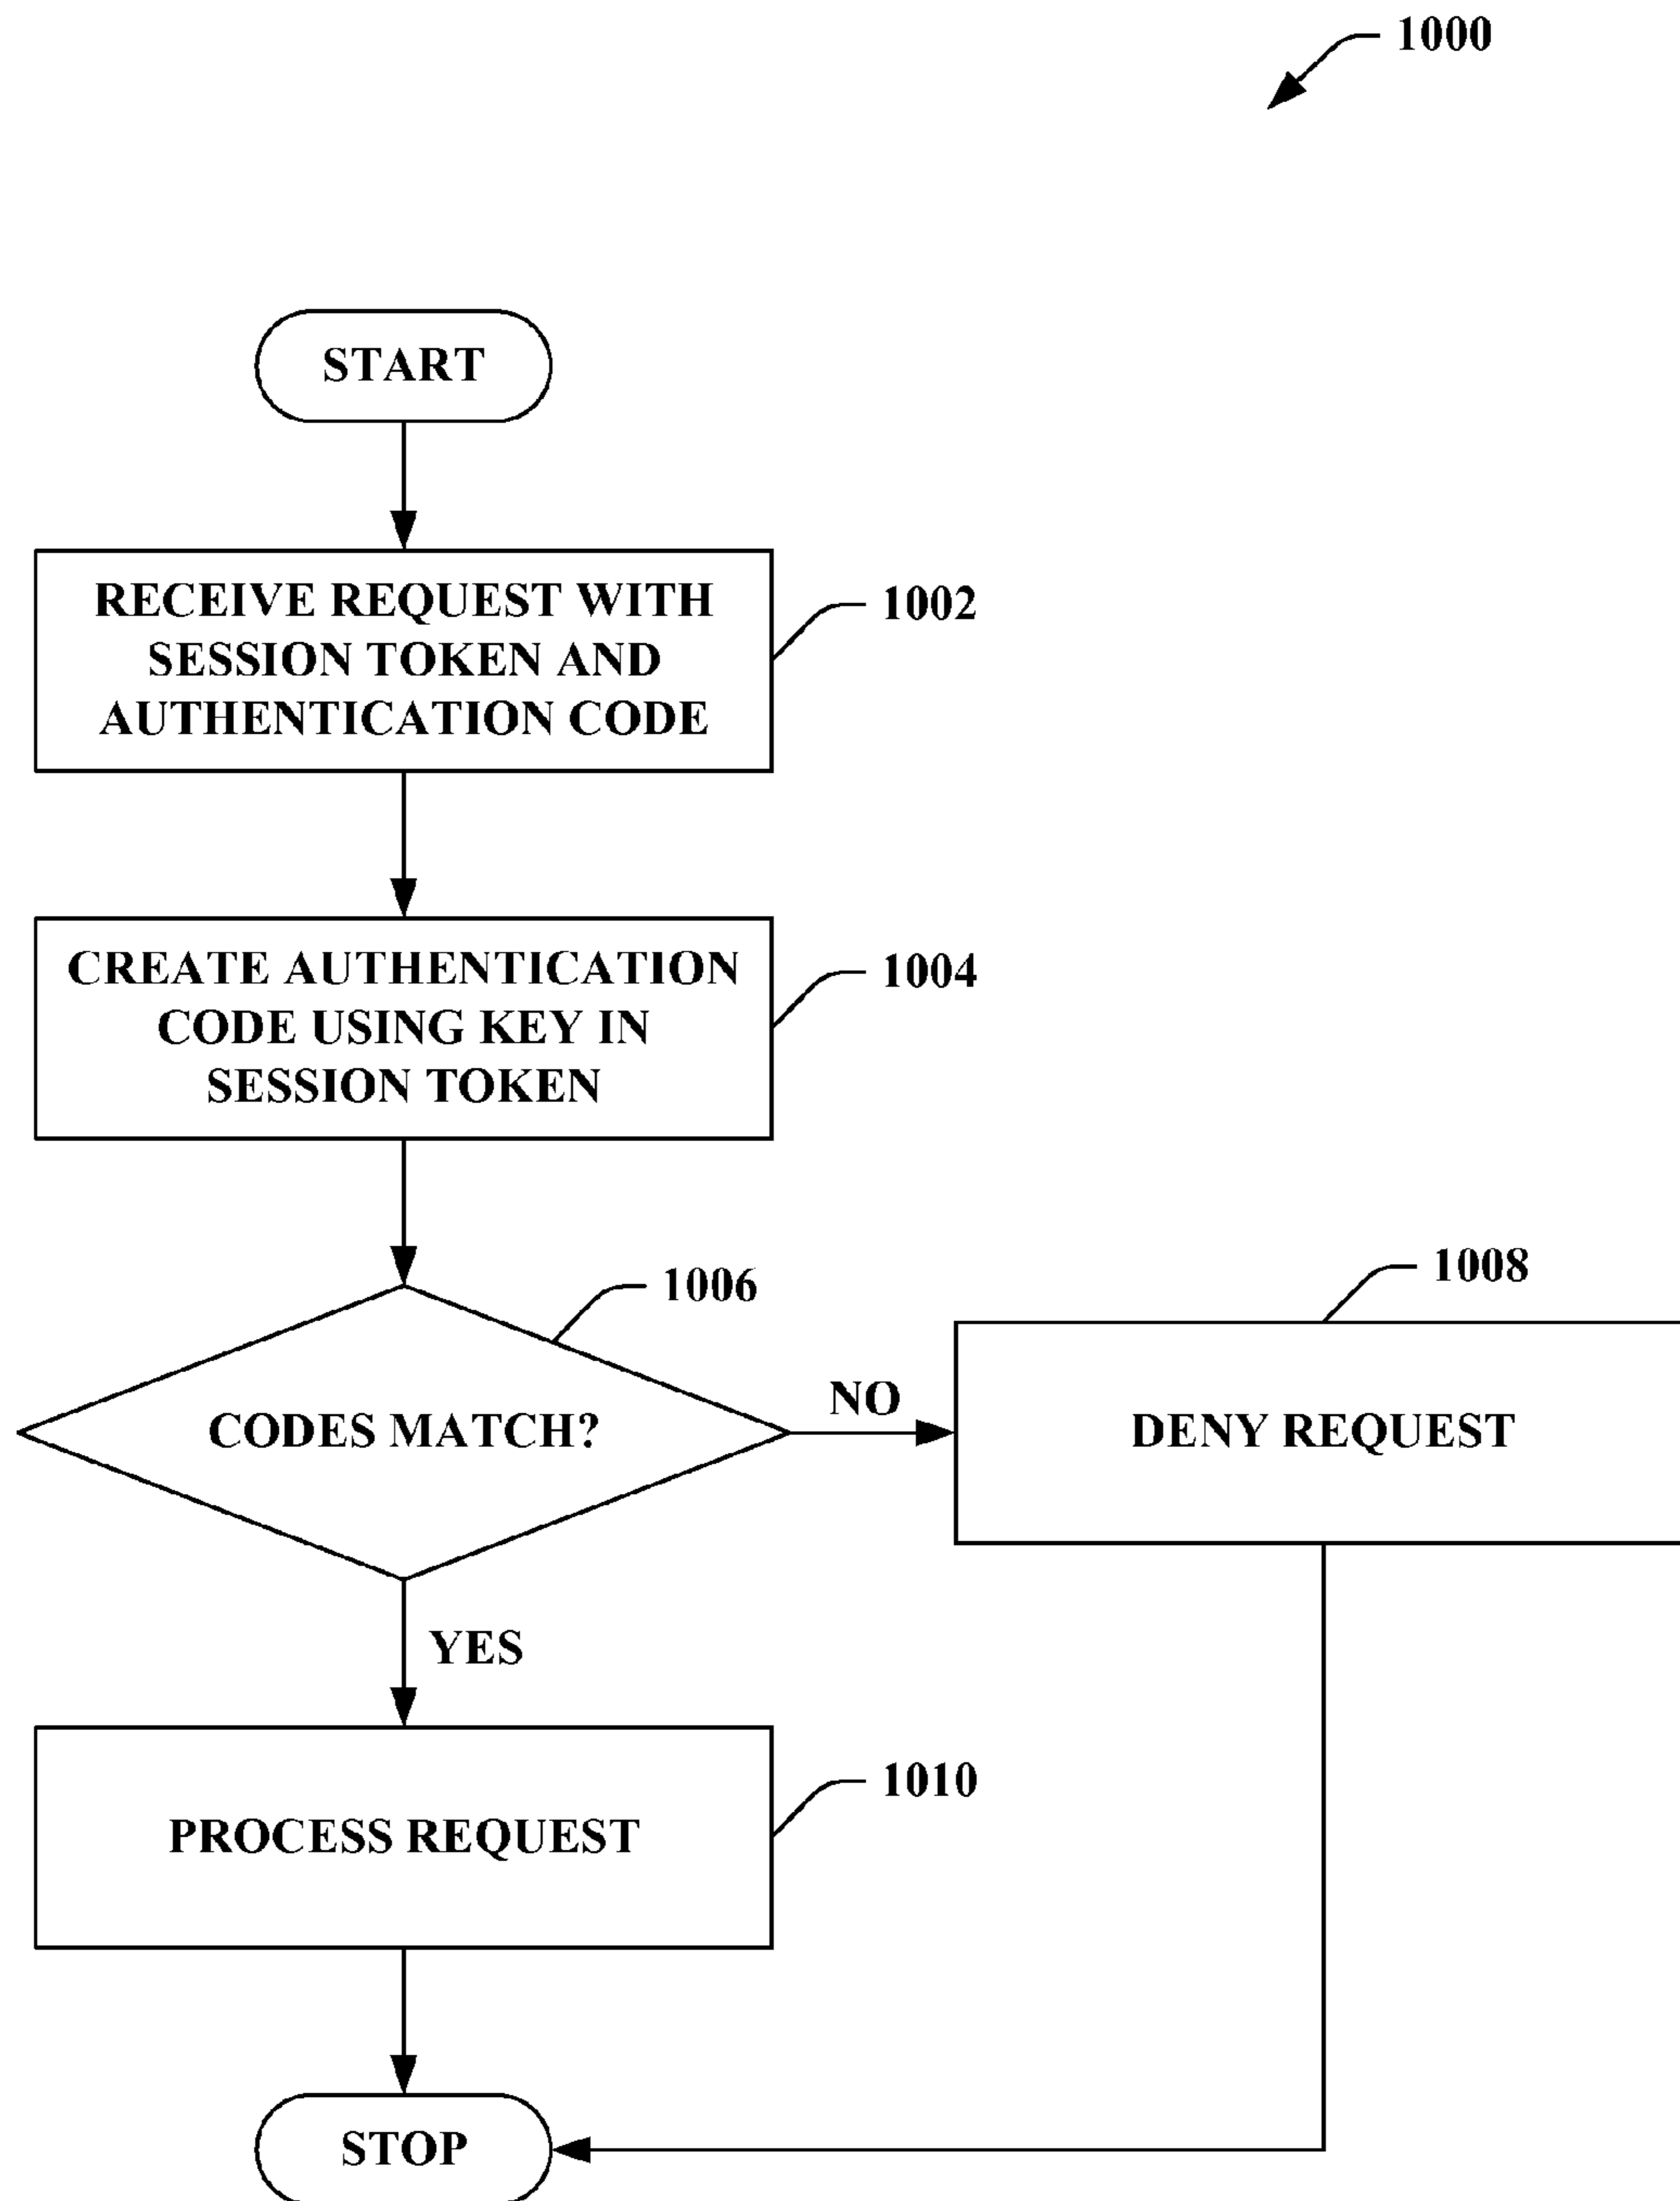 1000
START
RECEIVE REQUEST WITH
SESSION TOKEN AND
AUTHENTICATION CODE
1002
CREATE AUTHENTICATION
CODE USING KEY IN
SESSION TOKEN
1004
CODES MATCH?
1006
NO
DENY REQUEST
1008
YES
PROCESS REQUEST
1010
STOP